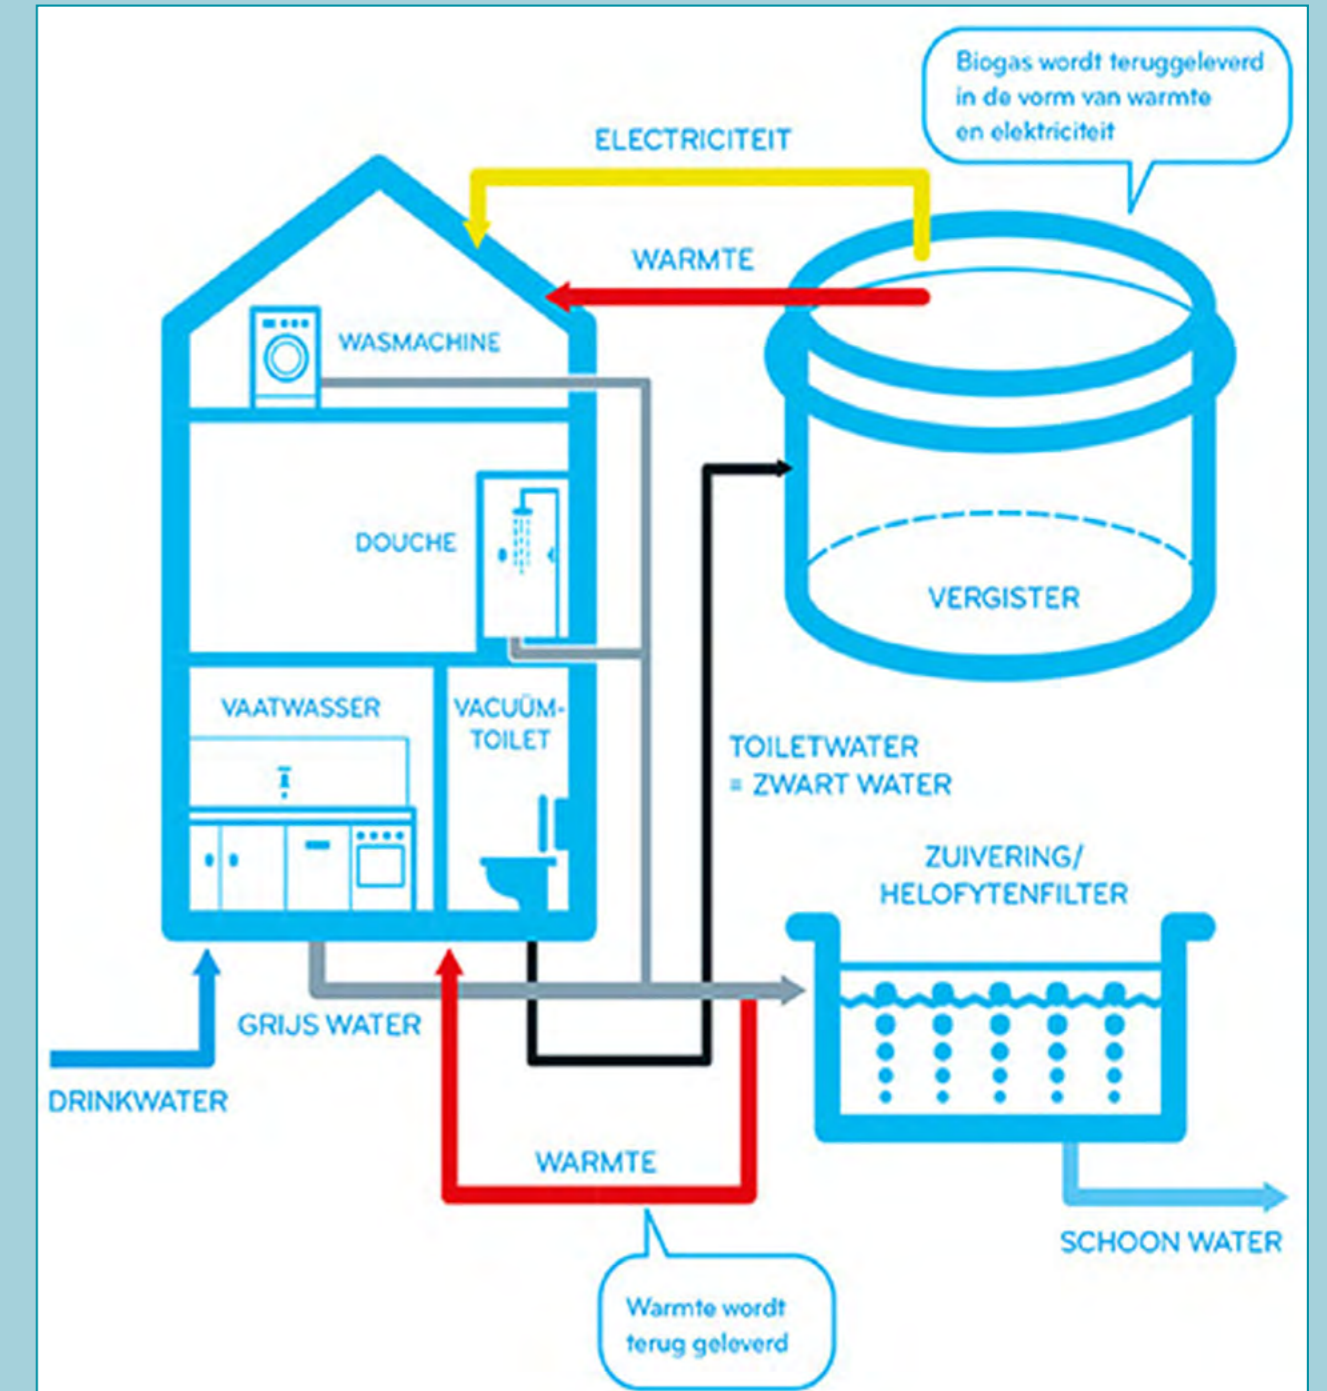 Biogas wordt teruggeleverd
in de vorm van warmte
en elektriciteit
ELECTRICITEIT
WARMTE
WASMACHINE
DOUCHE
VERGISTER
VAATWASSER
VACUÜM-
TOILET
TOILETWATER
= ZWART WATER
ZUIVERING/
HELOFYTENFILTER
GRIJS WATER
DRINKWATER
WARMTE
SCHOON WATER
Warmte wordt
terug geleverd